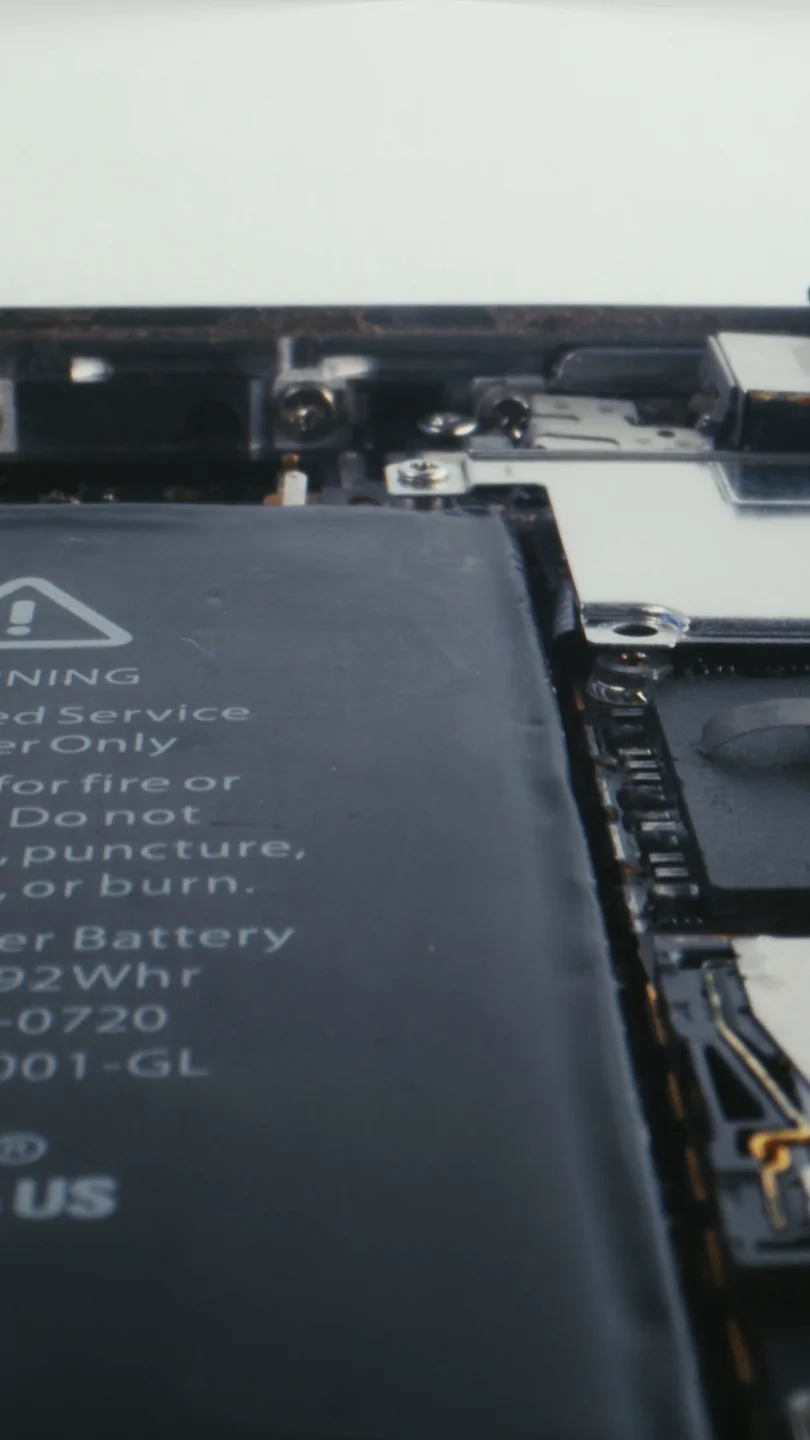 NING
ed Service
er Only
for fire or
Do not
, puncture,
, or burn.
er Battery
92Whr
-0720
001-GL
®
US